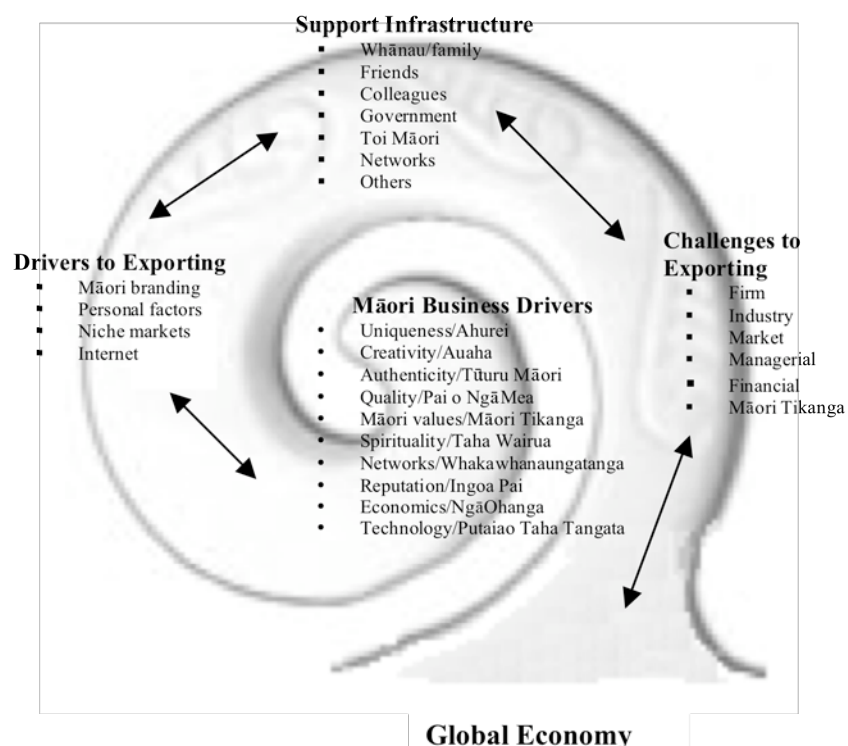 Support Infrastructure
▪ Whānau/family
▪ Friends
▪ Colleagues
▪ Government
▪ Toi Māori
▪ Networks
▪ Others
Drivers to Exporting
▪ Māori branding
▪ Personal factors
▪ Niche markets
▪ Internet
Māori Business Drivers
• Uniqueness/Ahurei
• Creativity/Auaha
• Authenticity/Tūturu Māori
• Quality/Pai o NgāMea
• Māori values/Māori Tikanga
• Spirituality/Taha Wairua
• Networks/Whakawhanaungatanga
• Reputation/Ingoa Pai
• Economics/NgāOhanga
• Technology/Putaiao Taha Tangata
Challenges to
Exporting
▪ Firm
▪ Industry
▪ Market
▪ Managerial
▪ Financial
▪ Māori Tikanga
Global Economy